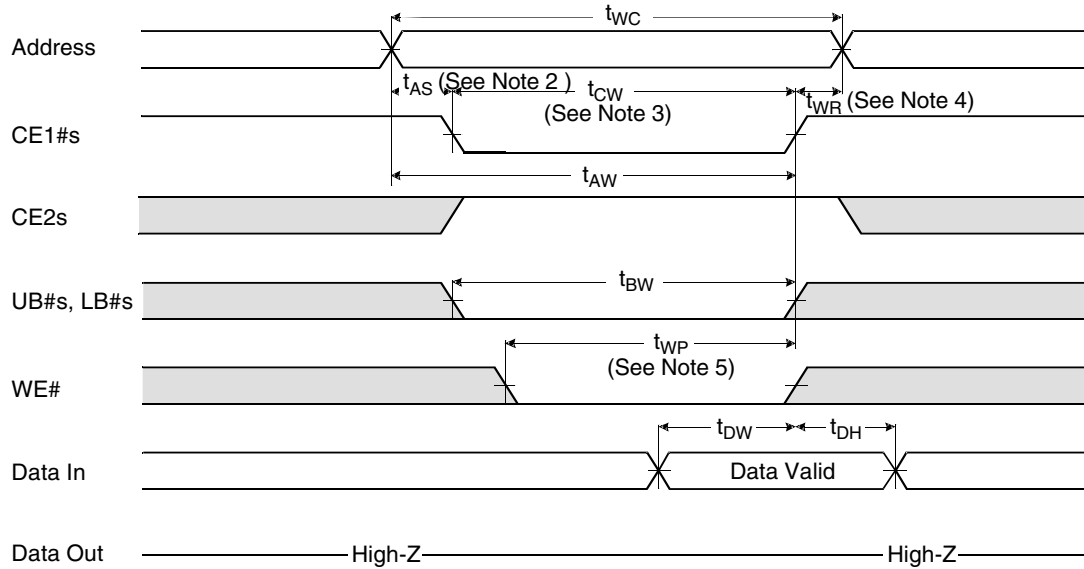 tWC
Address
tAS (See Note 2 )
tCW
(See Note 3)
tWR (See Note 4)
CE1#s
tAW
CE2s
tBW
UB#s, LB#s
tWP
(See Note 5)
WE#
tDW
tDH
Data In
Data Valid
Data Out
High-Z
High-Z